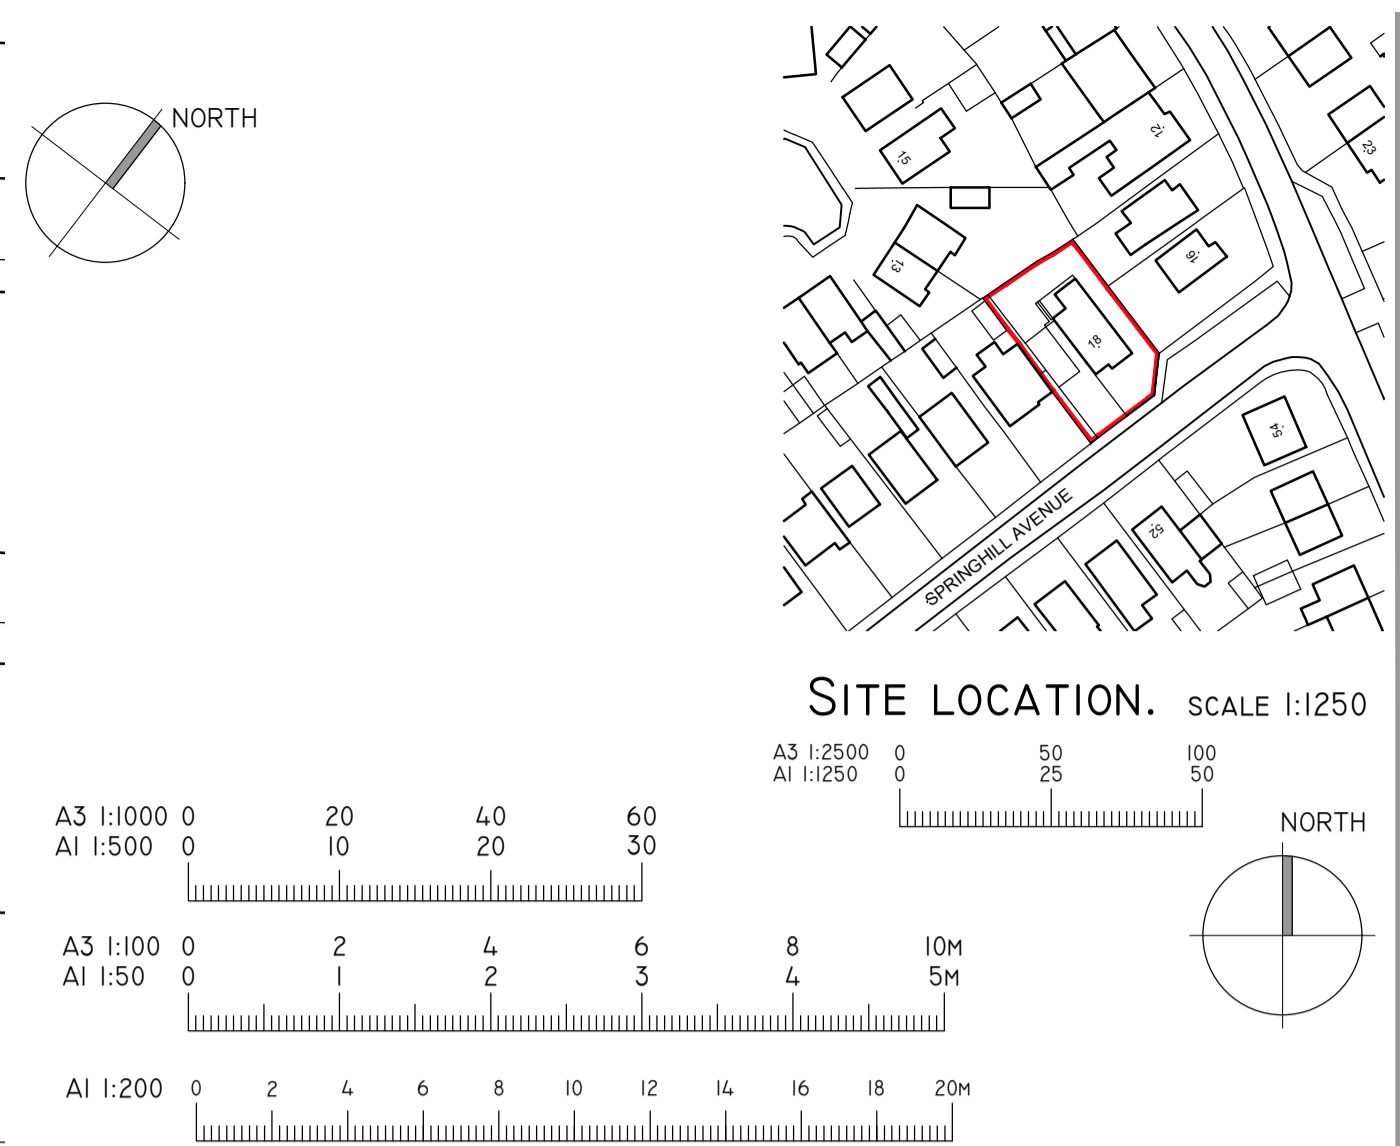 NORTH
12
15
23
13
16
18
54
52
SPRINGHILL AVENUE
SITE LOCATION. SCALE 1:1250
A3 1:2500 0 50 100
A1 1:1250 0 25 50
NORTH
A3 1:1000 0 20 40 60
A1 1:500 0 10 20 30
A3 1:100 0 2 4 6 8 10M
A1 1:50 0 1 2 3 4 5M
A1 1:200 0 2 4 6 8 10 12 14 16 18 20M